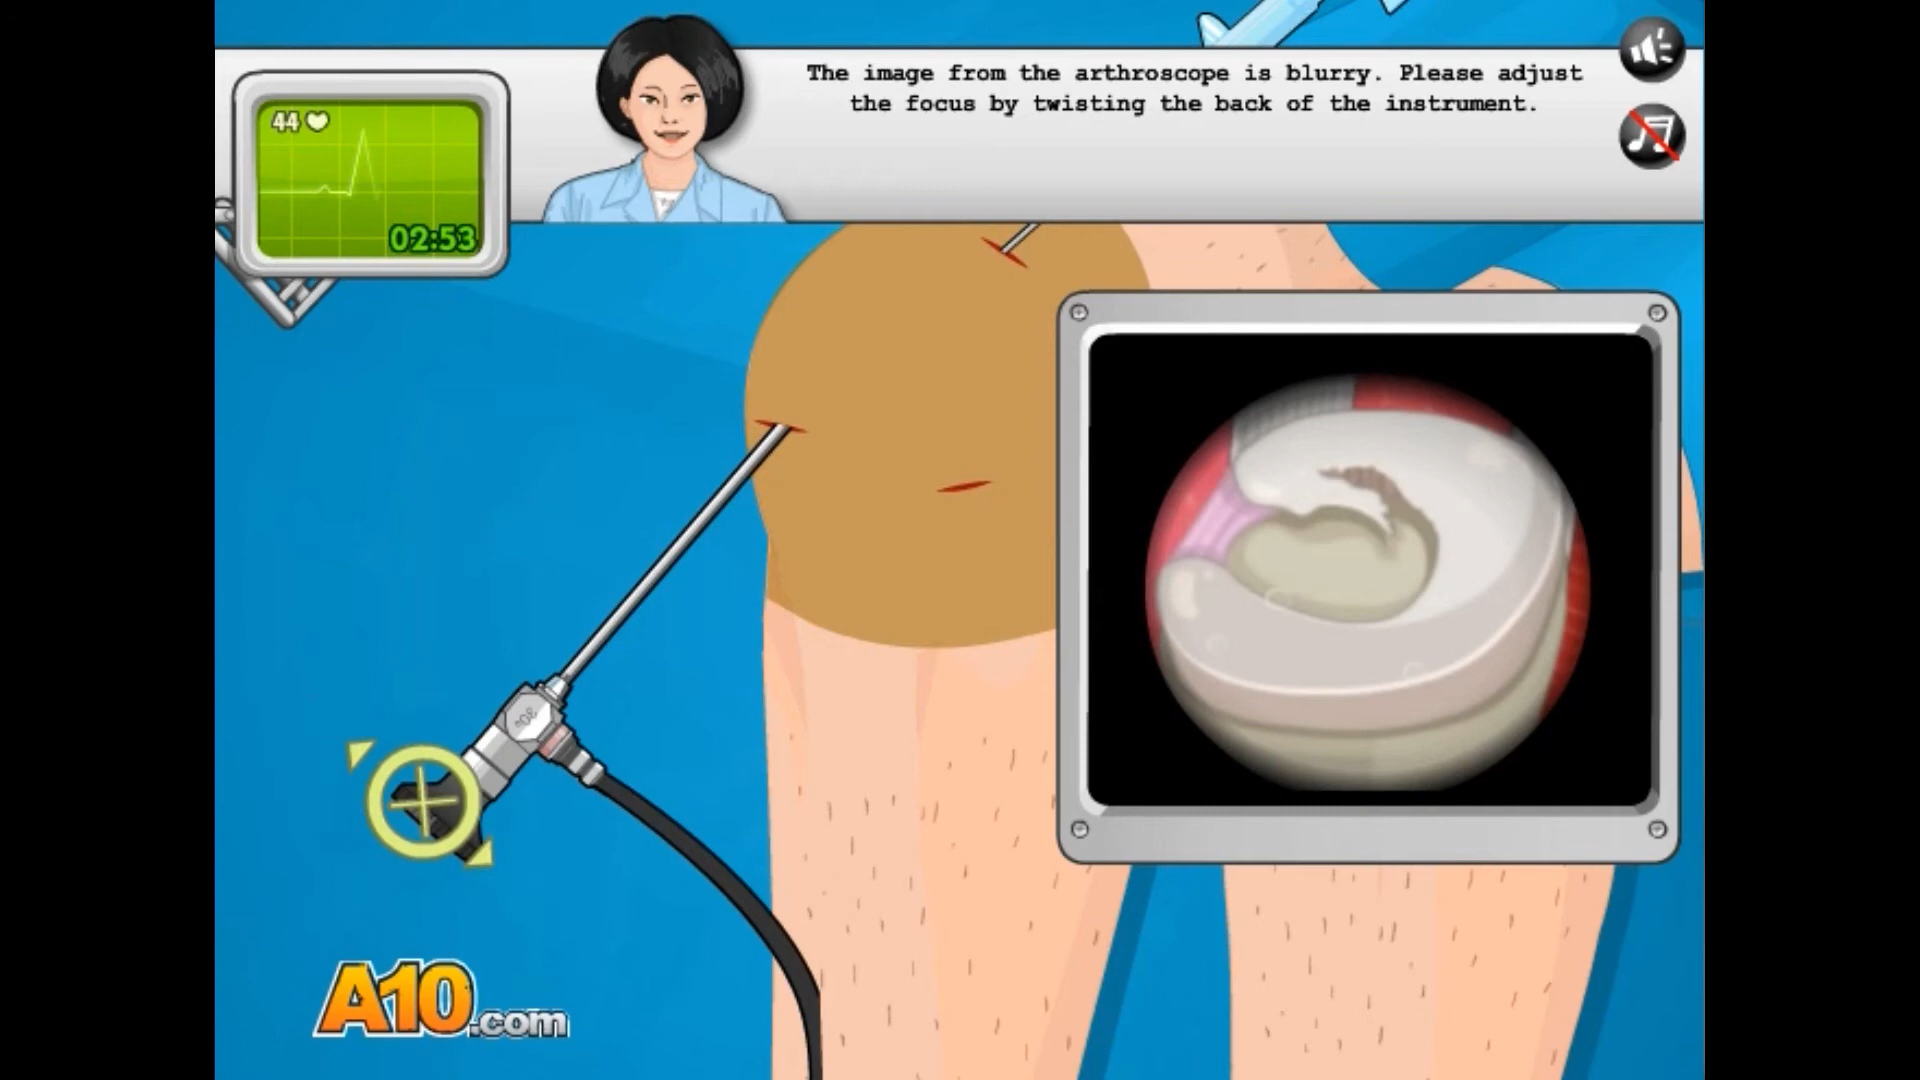 The image from the arthroscope is blurry. Please adjust
the focus by twisting the back of the instrument.
44
02:53
30°
A10.com